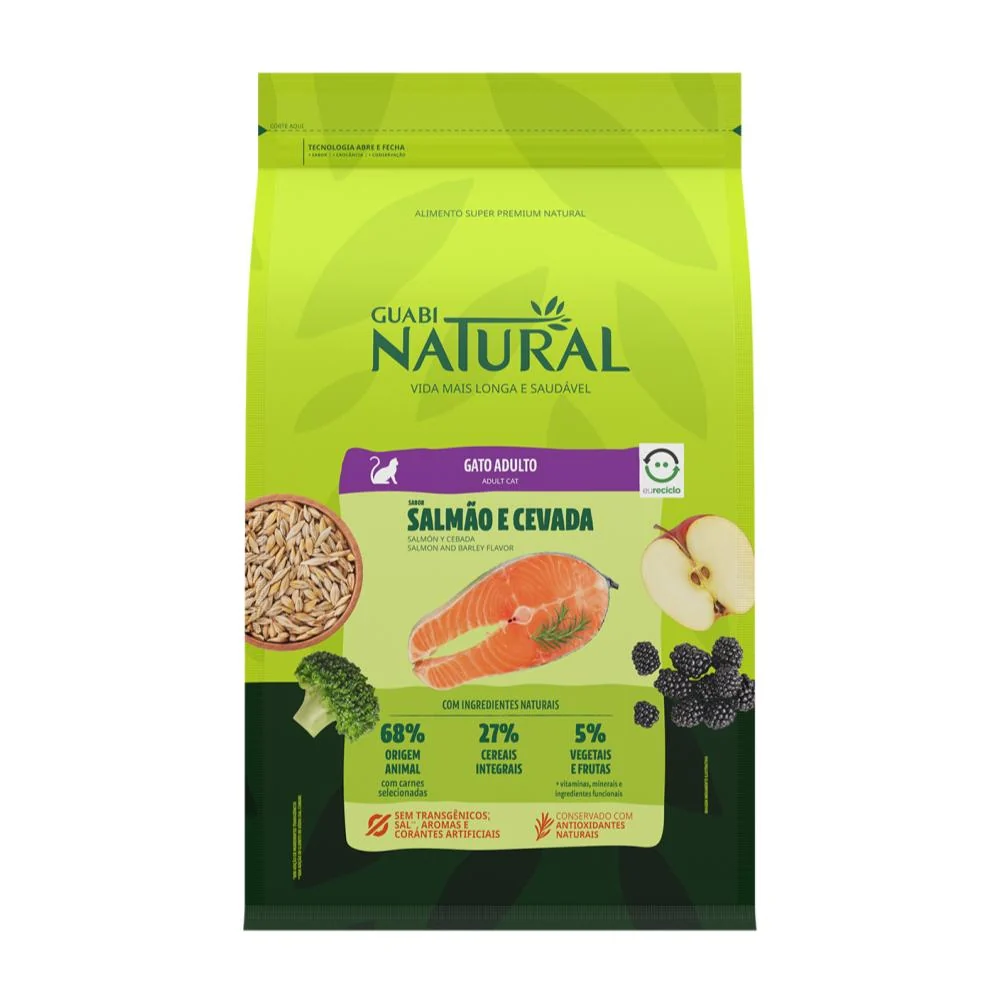 CORTE AQUI
TECNOLOGIA ABRE E FECHA
• SABOR | • CROCÂNCIA | • CONSERVAÇÃO
ALIMENTO SUPER PREMIUM NATURAL
GUABI
NATURAL
VIDA MAIS LONGA E SAUDÁVEL
GATO ADULTO
ADULT CAT
eureciclo
SABOR
SALMÃO E CEVADA
SALMÓN Y CEBADA
SALMON AND BARLEY FLAVOR
COM INGREDIENTES NATURAIS
68%
ORIGEM
ANIMAL
com carnes
selecionadas
27%
CEREAIS
INTEGRAIS
5%
VEGETAIS
E FRUTAS
+ vitaminas, minerais e
ingredientes funcionais
SEM TRANSGÊNICOS;
SAL**, AROMAS E
CORANTES ARTIFICIAIS
CONSERVADO COM
ANTIOXIDANTES
NATURAIS